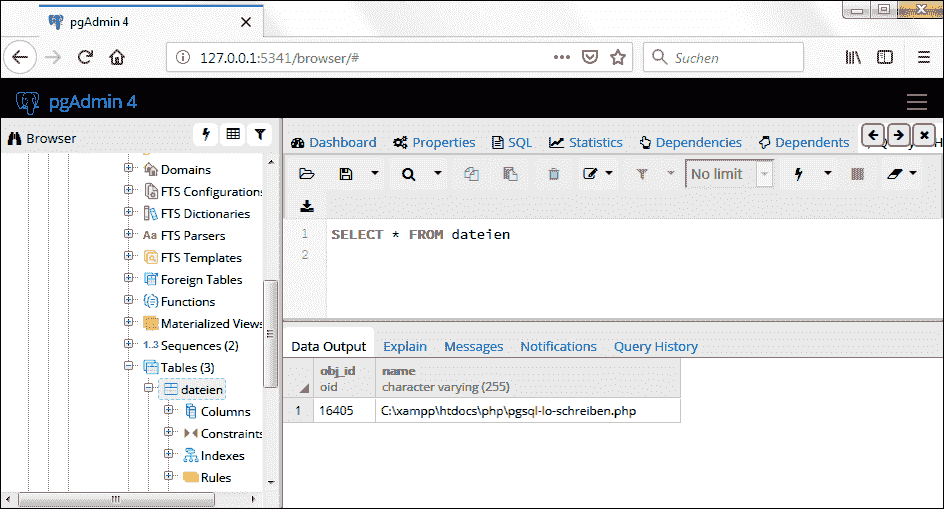 pgAdmin 4
127.0.0.1:5341/browser/#
Suchen
pgAdmin 4
Browser
Domains
FTS Configurations
FTS Dictionaries
Aa FTS Parsers
FTS Templates
Foreign Tables
Functions
Materialized Views
1.3 Sequences (2)
Tables (3)
dateien
Columns
Constraints
Indexes
Rules
Dashboard Properties SQL Statistics Dependencies Dependents
No limit
1 SELECT * FROM dateien
2
Data Output Explain Messages Notifications Query History
obj_id name
oid character varying (255)
1 16405 C:\xampp\htdocs\php\pgsql-lo-schreiben.php